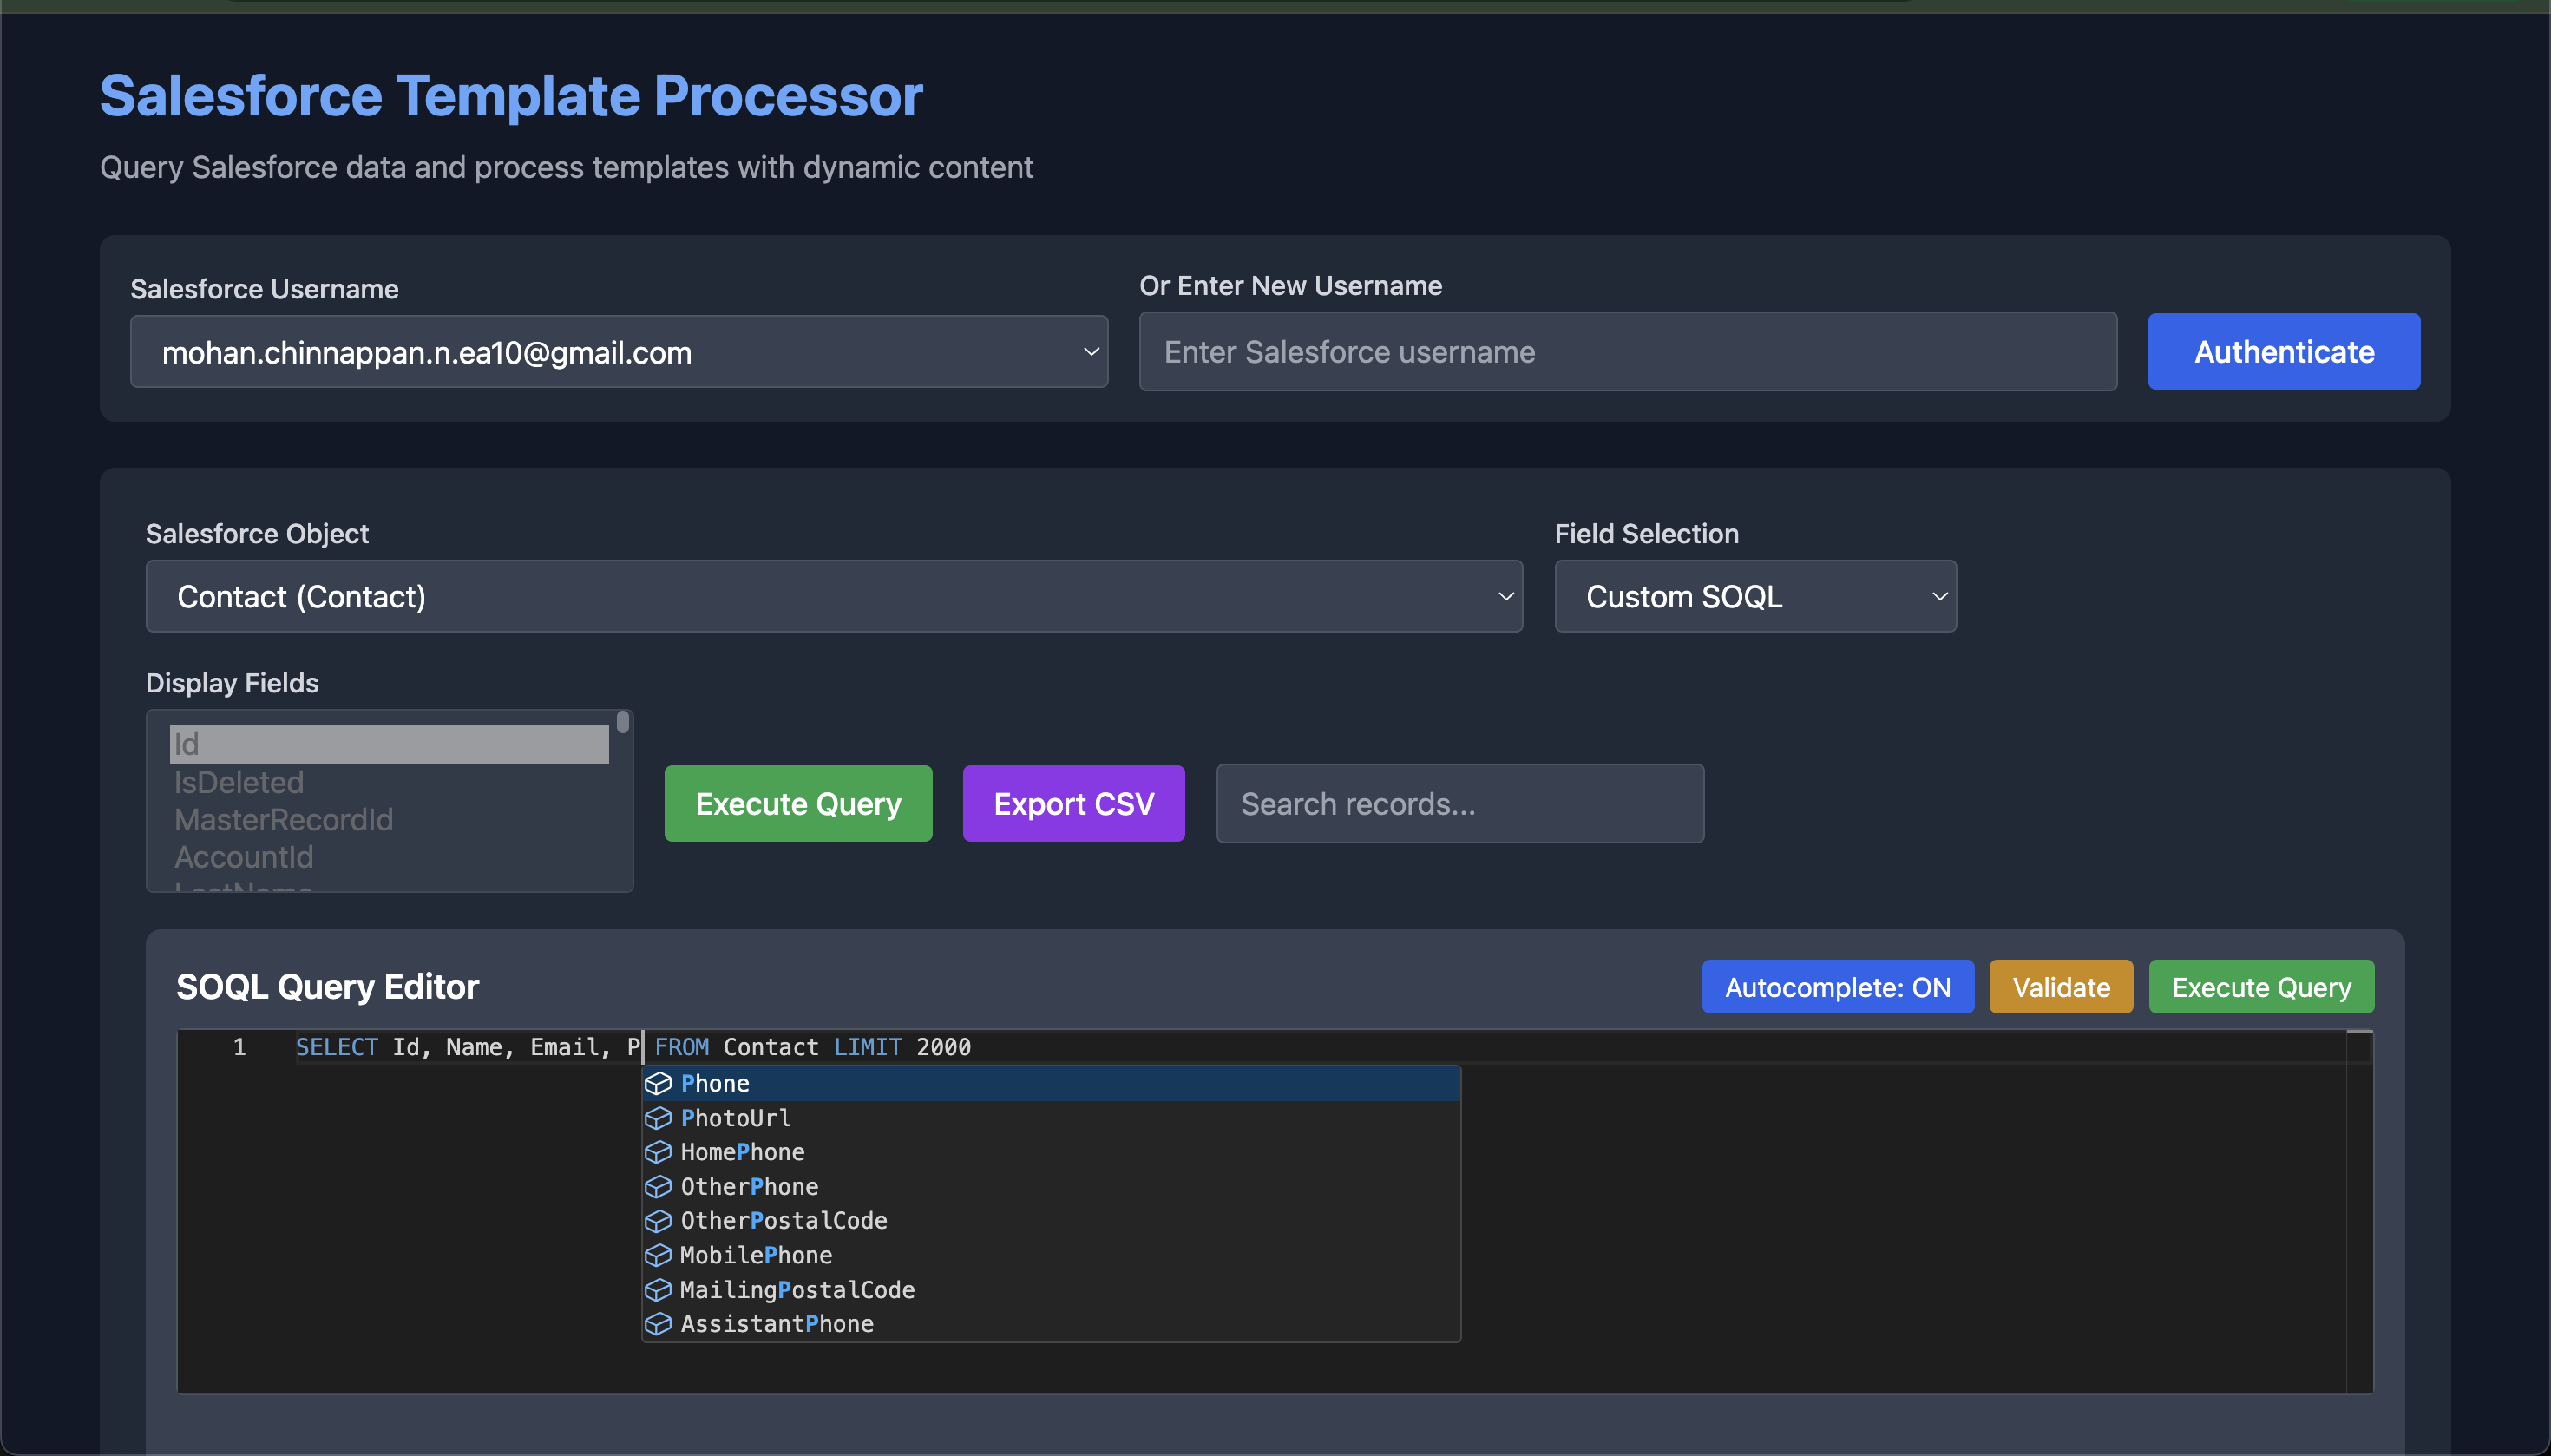 Salesforce Template Processor
Query Salesforce data and process templates with dynamic content
Salesforce Username
Or Enter New Username
mohan.chinnappan.n.ea10@gmail.com
Enter Salesforce username
Authenticate
Salesforce Object
Field Selection
Contact (Contact)
Custom SOQL
Display Fields
Id
IsDeleted
MasterRecordId
AccountId
LastName
Execute Query
Export CSV
Search records...
SOQL Query Editor
Autocomplete: ON
Validate
Execute Query
1 SELECT Id, Name, Email, P FROM Contact LIMIT 2000
Phone
PhotoUrl
HomePhone
OtherPhone
OtherPostalCode
MobilePhone
MailingPostalCode
AssistantPhone